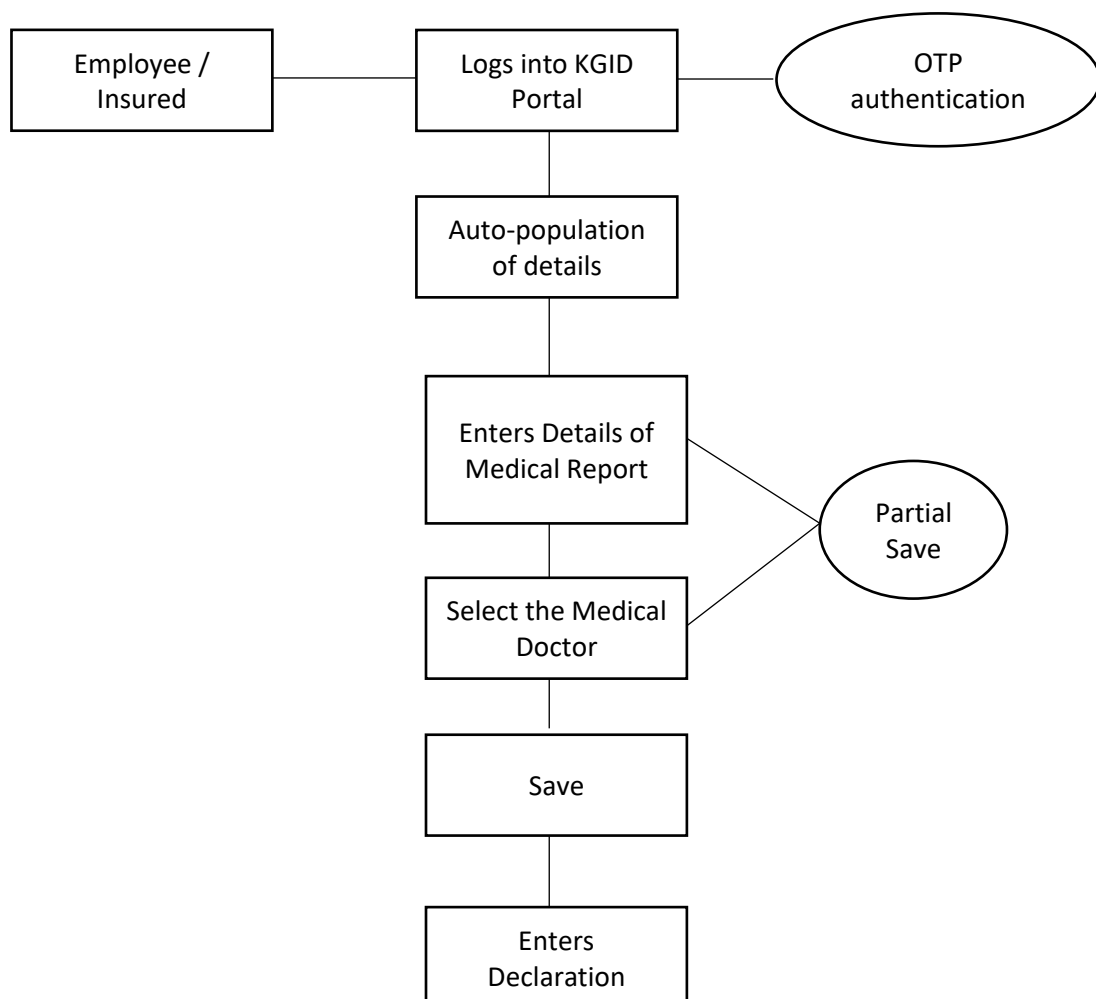 Employee /
Insured
Logs into KGID
Portal
OTP
authentication
Auto-population
of details
Enters Details of
Medical Report
Partial
Save
Select the Medical
Doctor
Save
Enters
Declaration